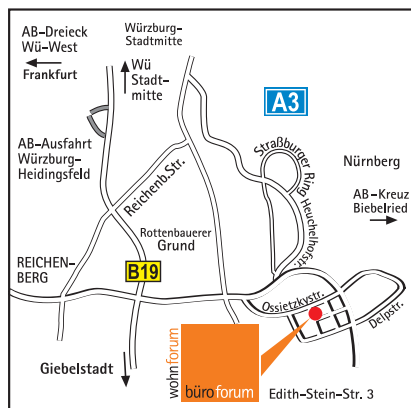 AB-Dreieck
Wü-West
Frankfurt
Würzburg-
Stadtmitte
Wü
Stadt-
mitte
A3
AB-Ausfahrt
Würzburg-
Heidingsfeld
Reichenb.Str.
Straßburger Ring
Heuchelhofstr.
Nürnberg
AB-Kreuz
Biebelried
Rottenbauerer
Grund
REICHEN-
BERG
B19
Ossietzkystr.
Delpstr.
Giebelstadt
wohnforum
büroforum
Edith-Stein-Str. 3